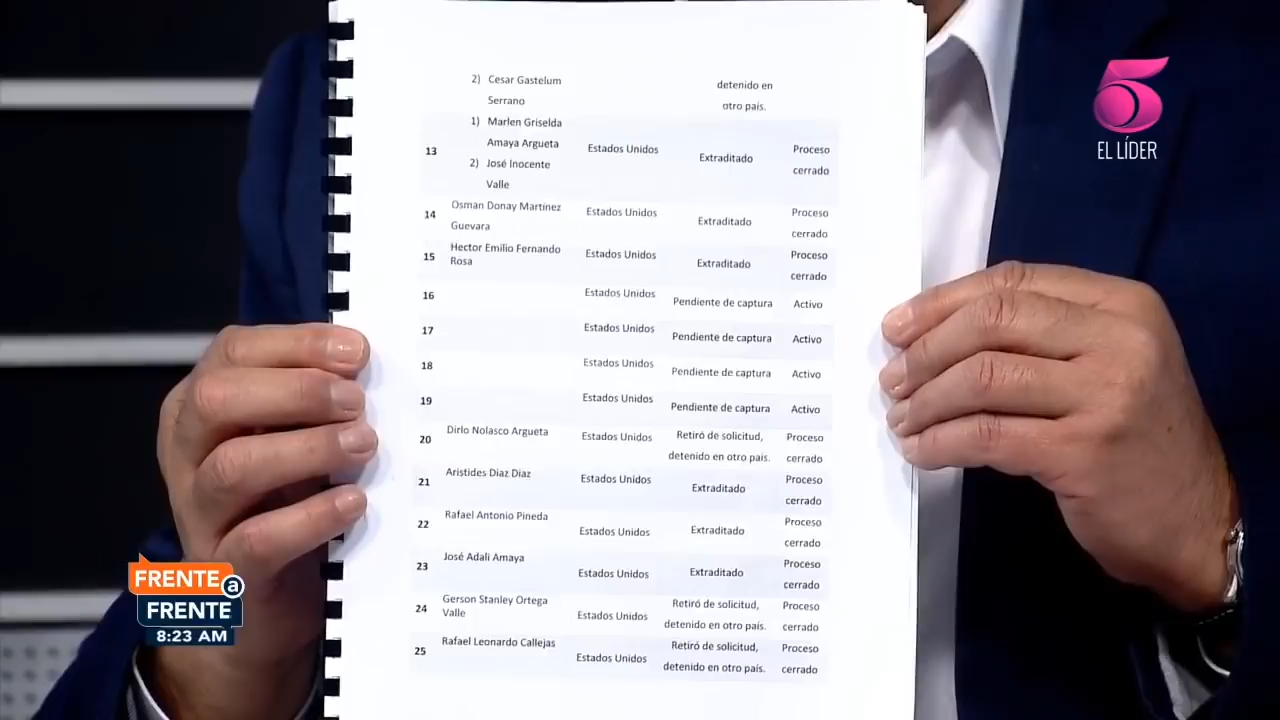 2) Cesar Gastelum
Serrano
detenido en
otro país.
13
1) Marlen Griselda
Amaya Argueta
2) José Inocente
Valle
Estados Unidos
Extraditado
Proceso
cerrado
14
Osman Donay Martínez
Guevara
Estados Unidos
Extraditado
Proceso
cerrado
15
Hector Emilio Fernando
Rosa
Estados Unidos
Extraditado
Proceso
cerrado
16 Estados Unidos Pendiente de captura Activo
17 Estados Unidos Pendiente de captura Activo
18 Estados Unidos Pendiente de captura Activo
19 Estados Unidos Pendiente de captura Activo
20
Dirlo Nolasco Argueta
Estados Unidos
Retiró de solicitud,
detenido en otro país.
Proceso
cerrado
21
Aristides Diaz Diaz
Estados Unidos
Extraditado
Proceso
cerrado
22
Rafael Antonio Pineda
Estados Unidos
Extraditado
Proceso
cerrado
23
José Adali Amaya
Estados Unidos
Extraditado
Proceso
cerrado
24
Gerson Stanley Ortega
Valle
Estados Unidos
Retiró de solicitud,
detenido en otro país.
Proceso
cerrado
25
Rafael Leonardo Callejas
Estados Unidos
Retiró de solicitud,
detenido en otro país.
Proceso
cerrado
5
EL LÍDER
FRENTE a
FRENTE
8:23 AM